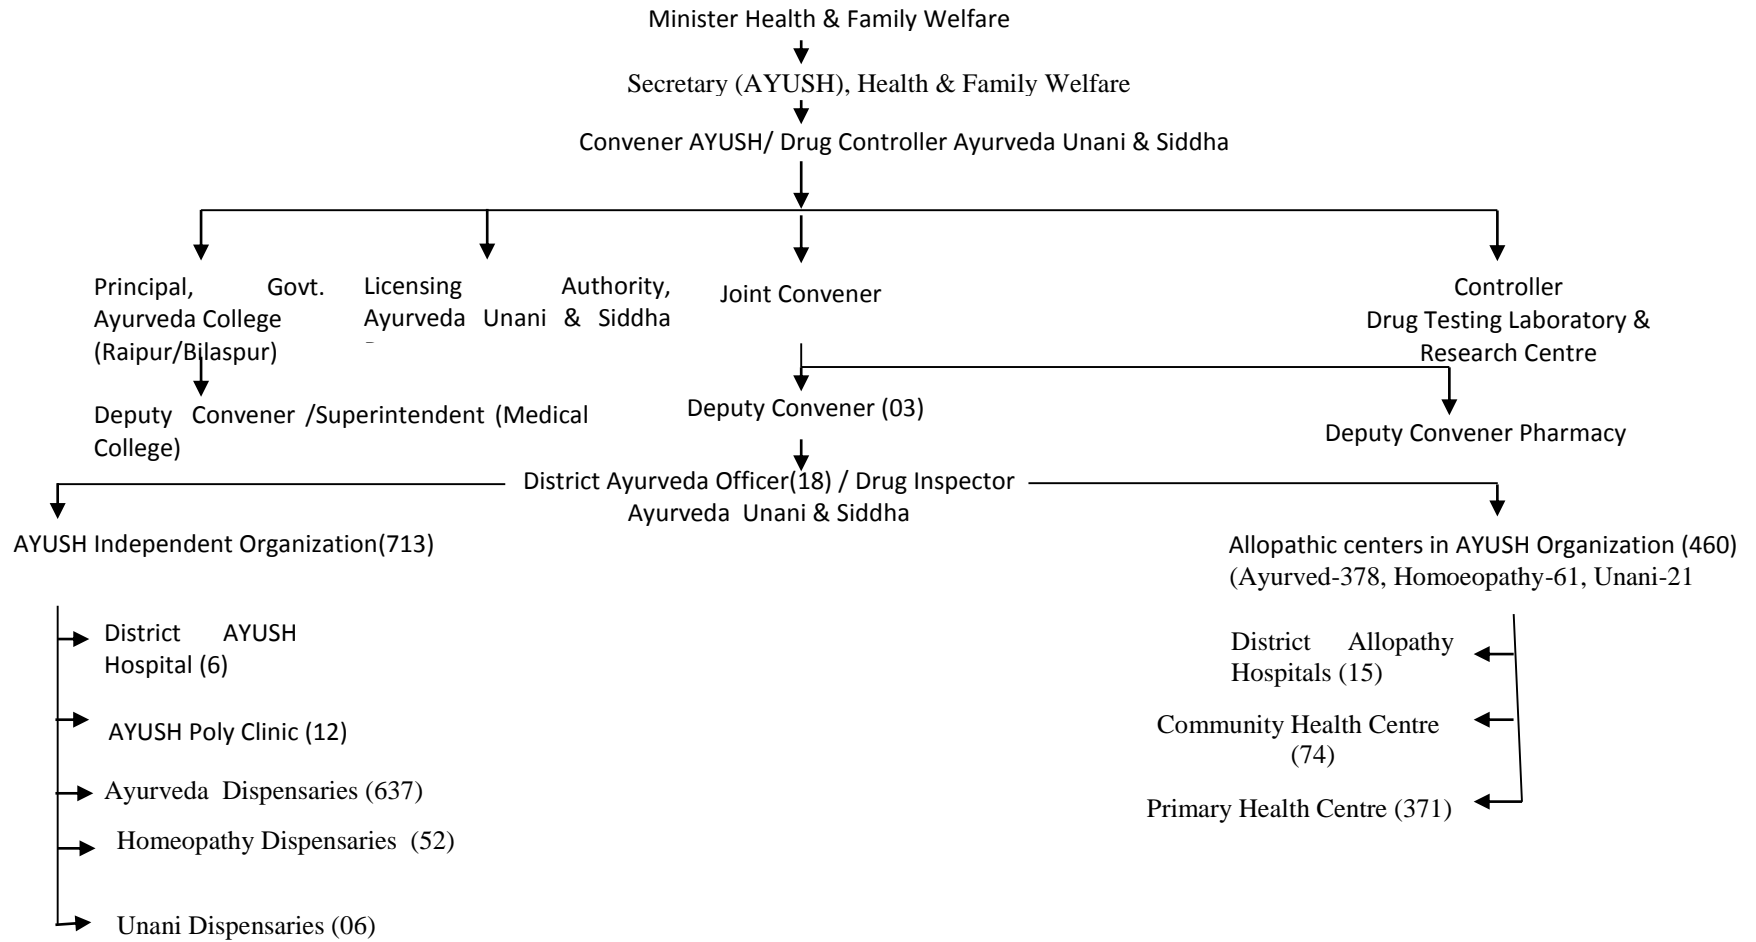 Minister Health & Family Welfare
Secretary (AYUSH), Health & Family Welfare
Convener AYUSH/ Drug Controller Ayurveda Unani & Siddha
Principal, Govt.
Ayurveda College
(Raipur/Bilaspur)
Licensing Authority,
Ayurveda Unani & Siddha
Joint Convener
Controller
Drug Testing Laboratory &
Research Centre
Deputy Convener /Superintendent (Medical
College)
Deputy Convener (03)
Deputy Convener Pharmacy
District Ayurveda Officer(18) / Drug Inspector
Ayurveda Unani & Siddha
AYUSH Independent Organization(713)
Allopathic centers in AYUSH Organization (460)
(Ayurved-378, Homoeopathy-61, Unani-21
District AYUSH
Hospital (6)
AYUSH Poly Clinic (12)
Ayurveda Dispensaries (637)
Homeopathy Dispensaries (52)
Unani Dispensaries (06)
District Allopathy
Hospitals (15)
Community Health Centre
(74)
Primary Health Centre (371)